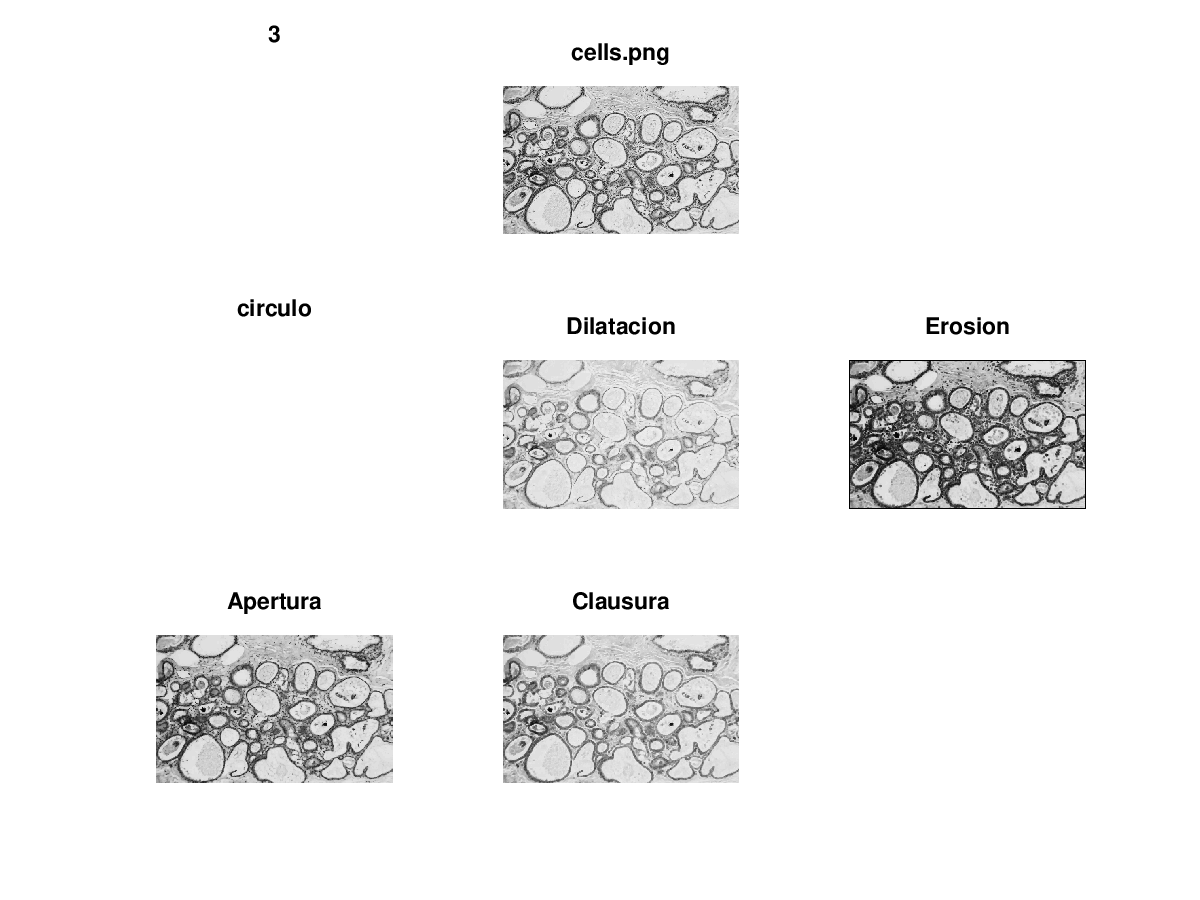 3
cells.png
circulo
Dilatacion
Erosion
Apertura
Clausura